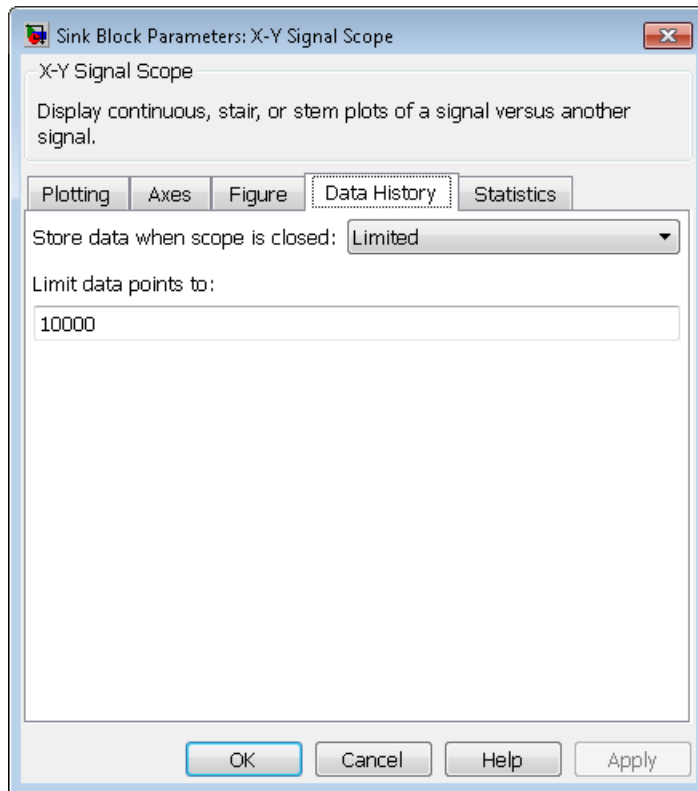 Sink Block Parameters: X-Y Signal Scope
X-Y Signal Scope
Display continuous, stair, or stem plots of a signal versus another
signal.
Plotting Axes Figure Data History Statistics
Store data when scope is closed: Limited
Limit data points to:
10000
OK Cancel Help Apply